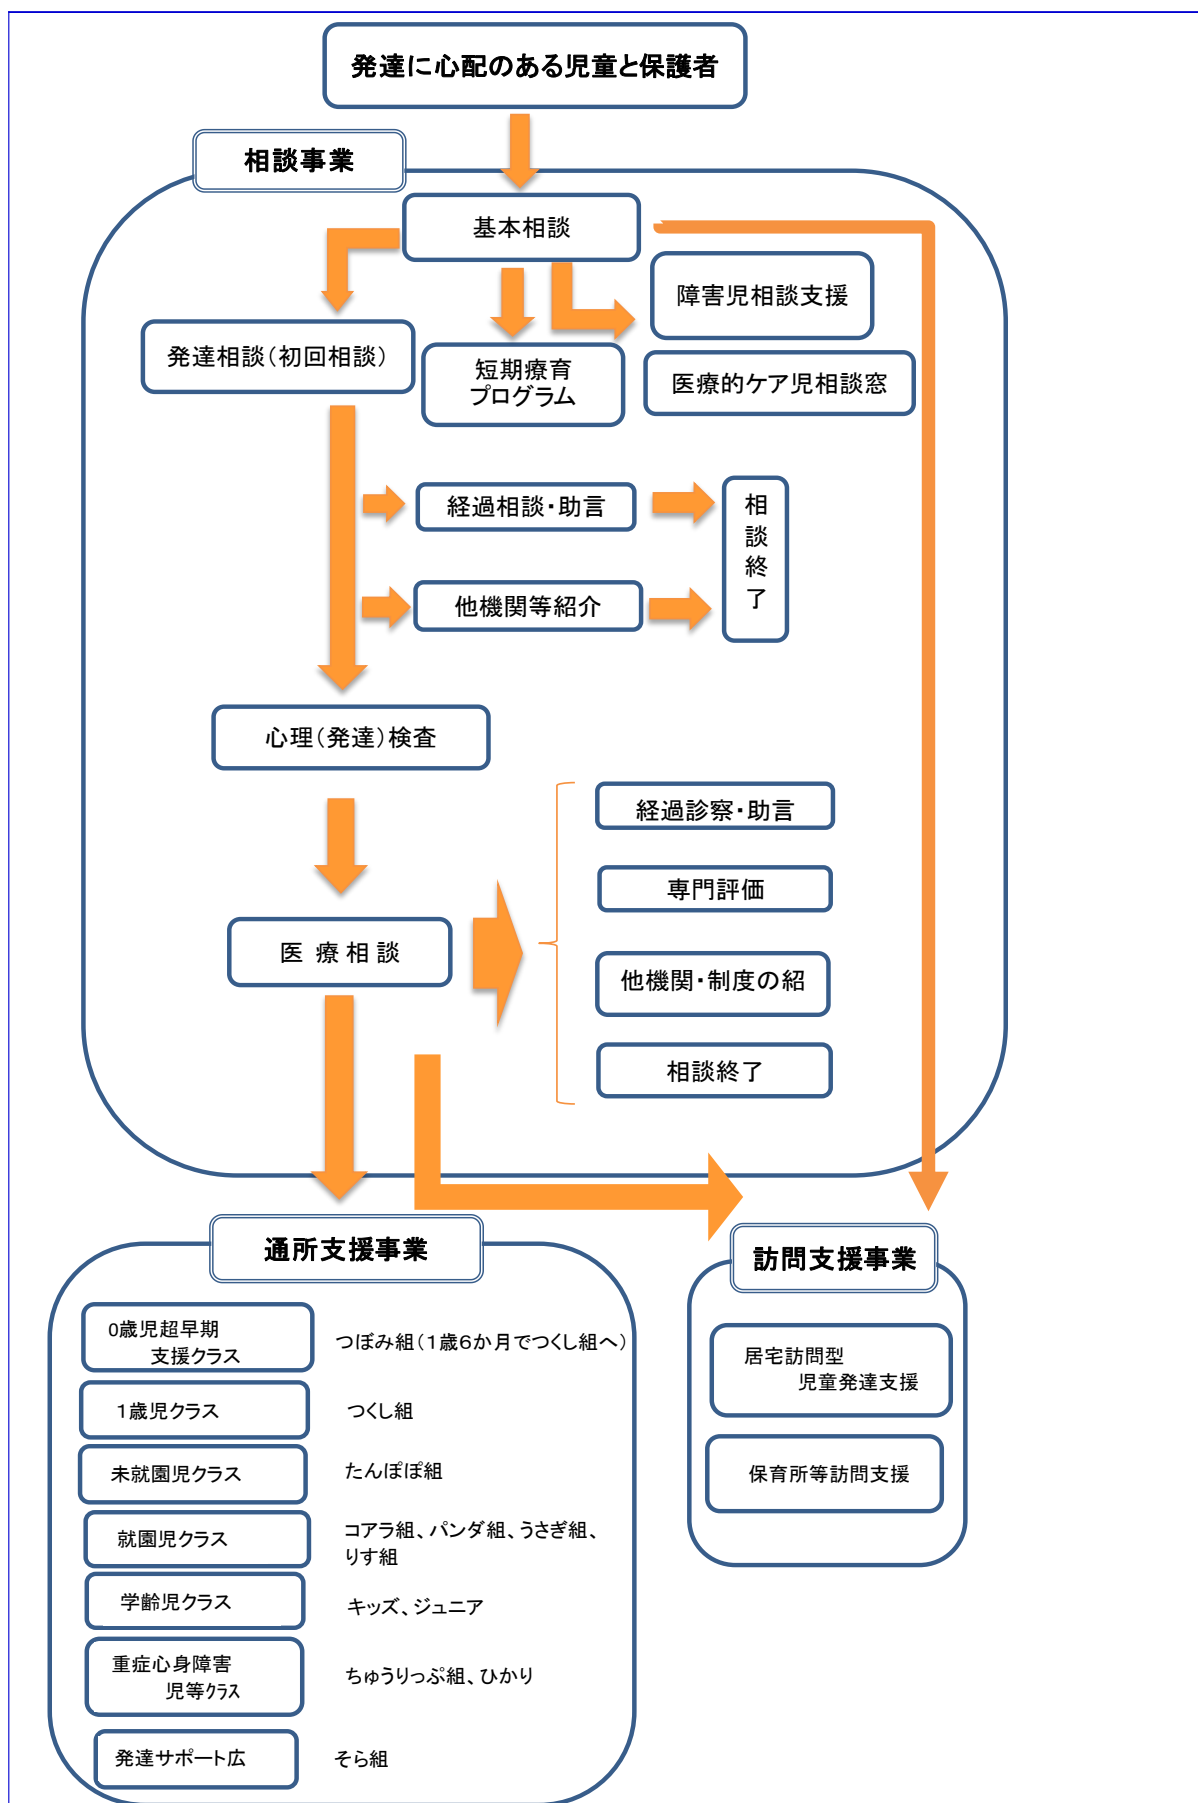 発達に心配のある児童と保護者
相談事業
基本相談
障害児相談支援
発達相談(初回相談)
短期療育
プログラム
医療的ケア児相談窓
経過相談・助言
相談終了
他機関等紹介
心理(発達)検査
経過診察・助言
専門評価
医療相談
他機関・制度の紹
相談終了
通所支援事業
0歳児超早期
支援クラス
つぼみ組(1歳6か月でつくし組へ)
1歳児クラス
つくし組
未就園児クラス
たんぽぽ組
就園児クラス
コアラ組、パンダ組、うさぎ組、
りす組
学齢児クラス
キッズ、ジュニア
重症心身障害
児等クラス
ちゅうりっぷ組、ひかり
発達サポート広
そら組
訪問支援事業
居宅訪問型
児童発達支援
保育所等訪問支援